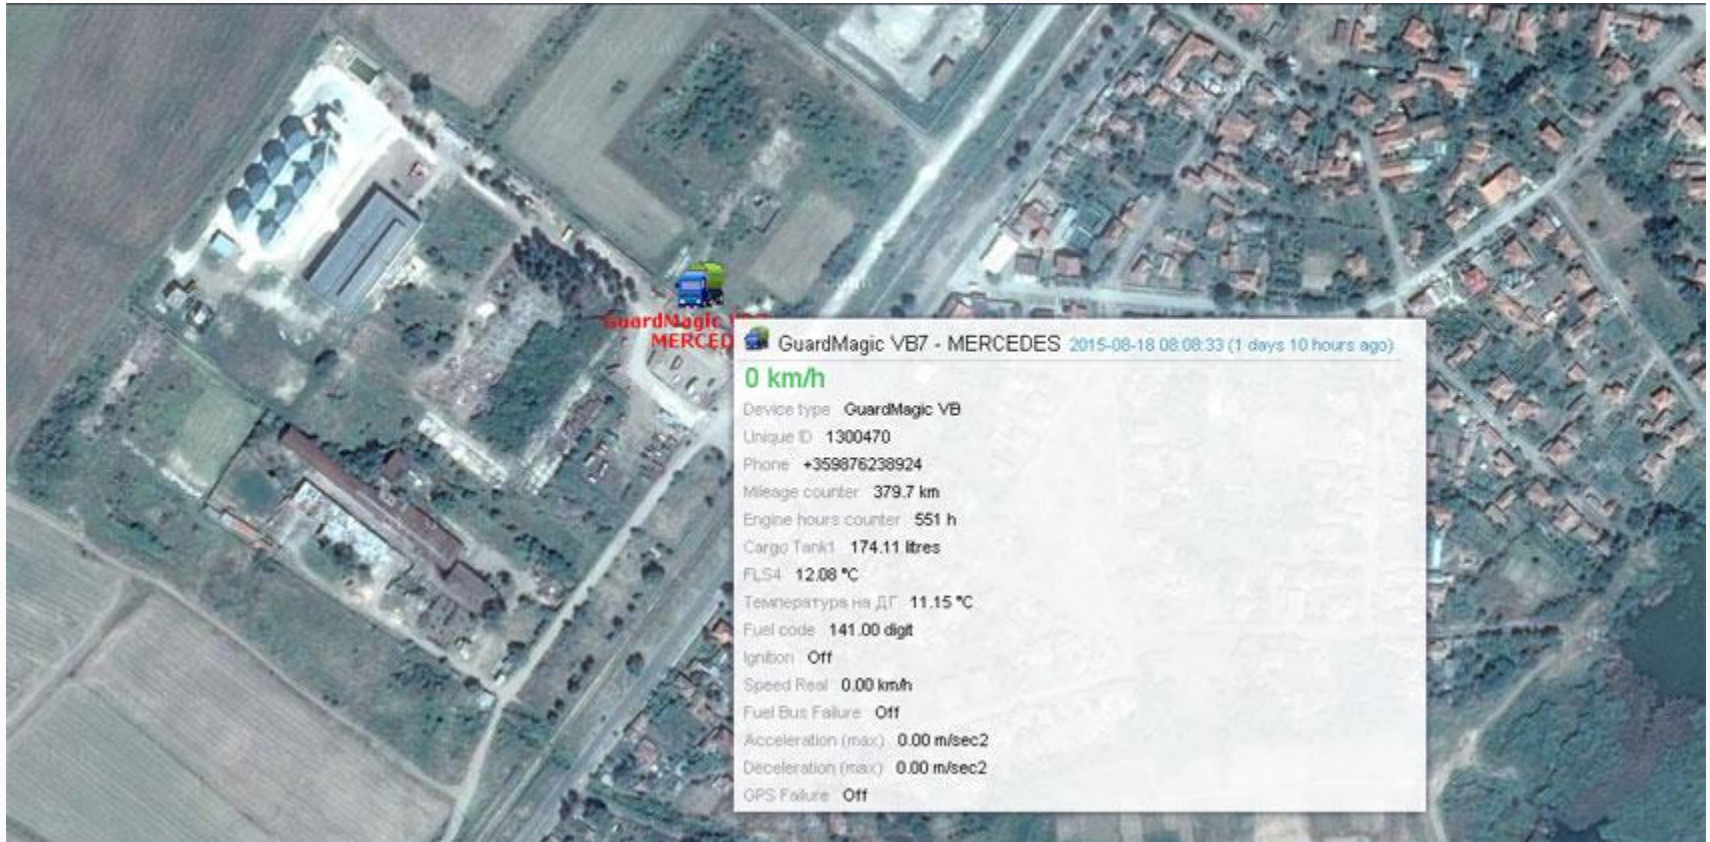 GuardMagic
MERCED
GuardMagic VB7 - MERCEDES 2015-08-18 08:08:33 (1 days 10 hours ago)
0 km/h
Device type GuardMagic VB
Unique ID 1300470
Phone +359876238924
Mileage counter 379.7 km
Engine hours counter 551 h
Cargo Tank1 174.11 litres
FLS4 12.08 °C
Температура на ДГ 11.15 °C
Fuel code 141.00 digit
Ignition Off
Speed Real 0.00 km/h
Fuel Bus Failure Off
Acceleration (max) 0.00 m/sec2
Deceleration (max) 0.00 m/sec2
GPS Failure Off